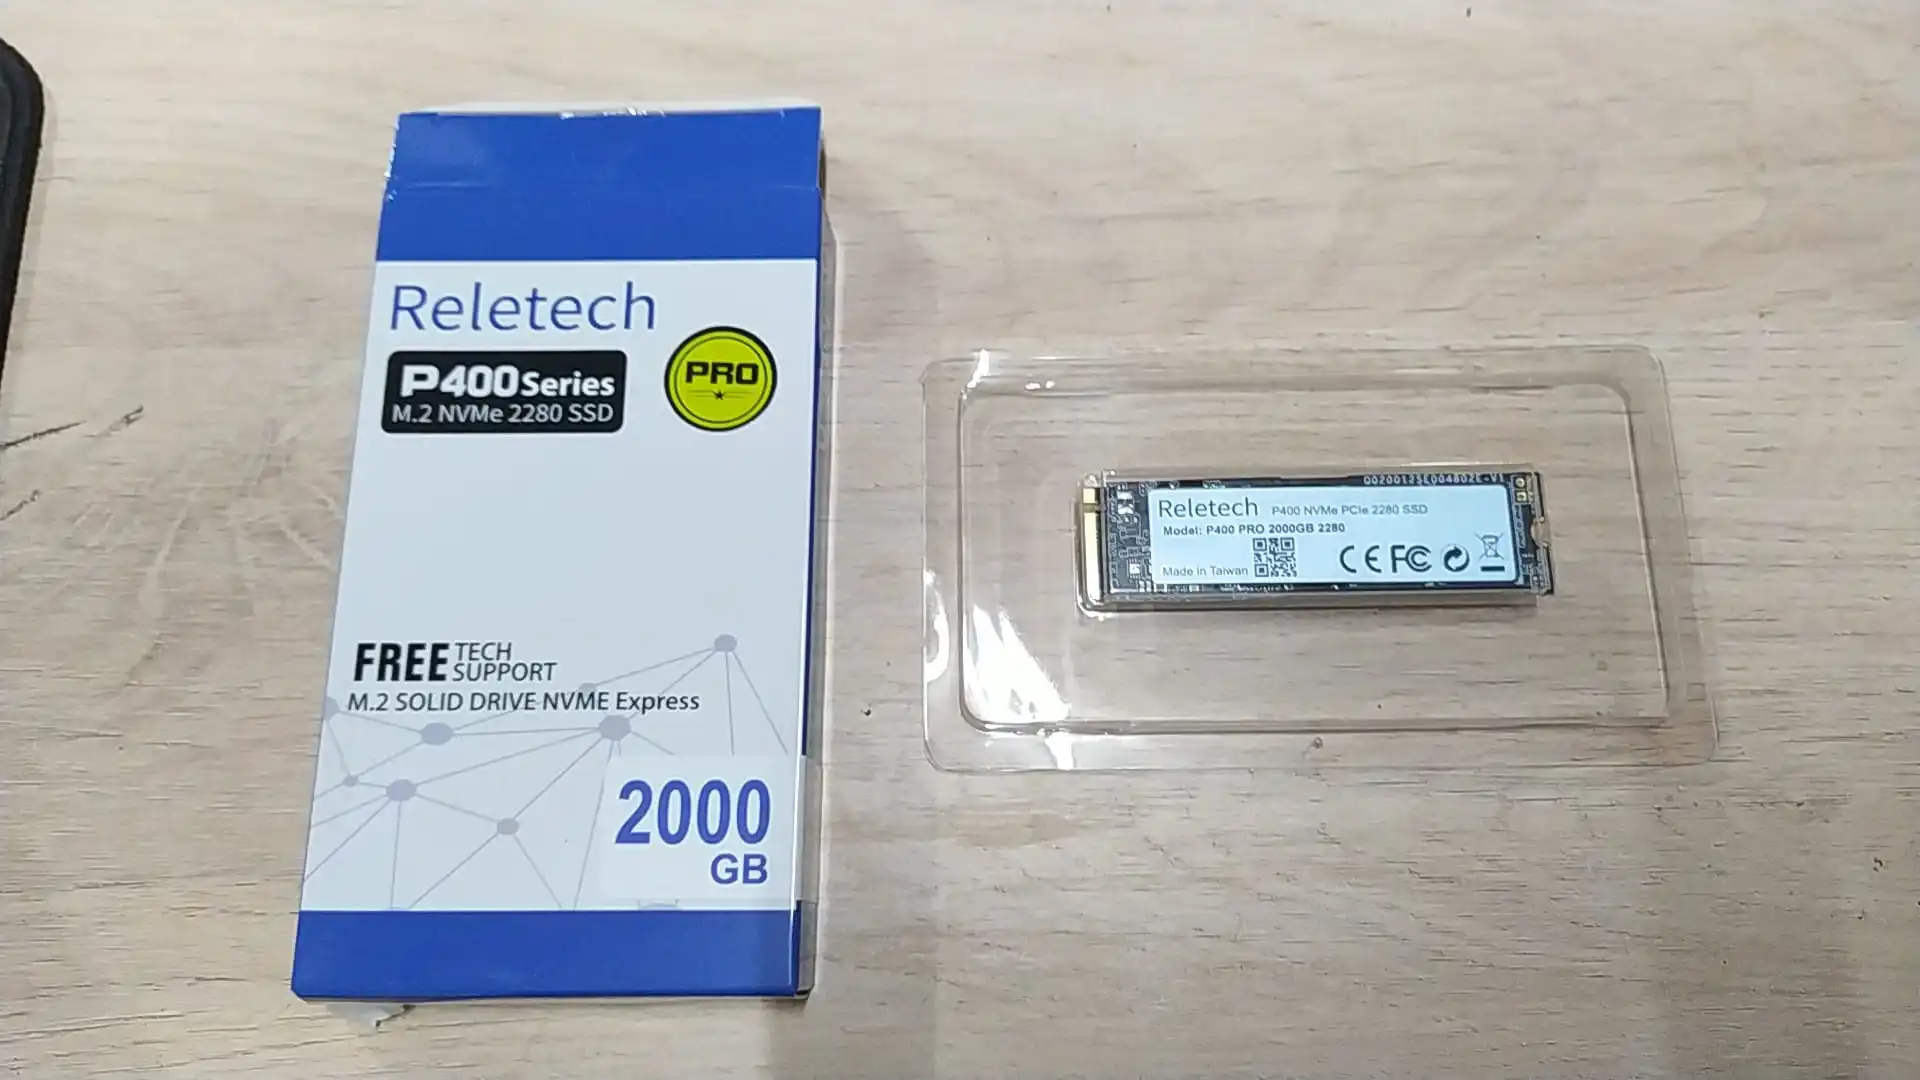 Reletech
P400 Series
M.2 NVMe 2280 SSD
PRO
FREE TECH SUPPORT
M.2 SOLID DRIVE NVME Express
2000
GB
Reletech P400 NVMe PCIe 2280 SSD
Model: P400 PRO 2000GB 2280
Made in Taiwan
CE FC